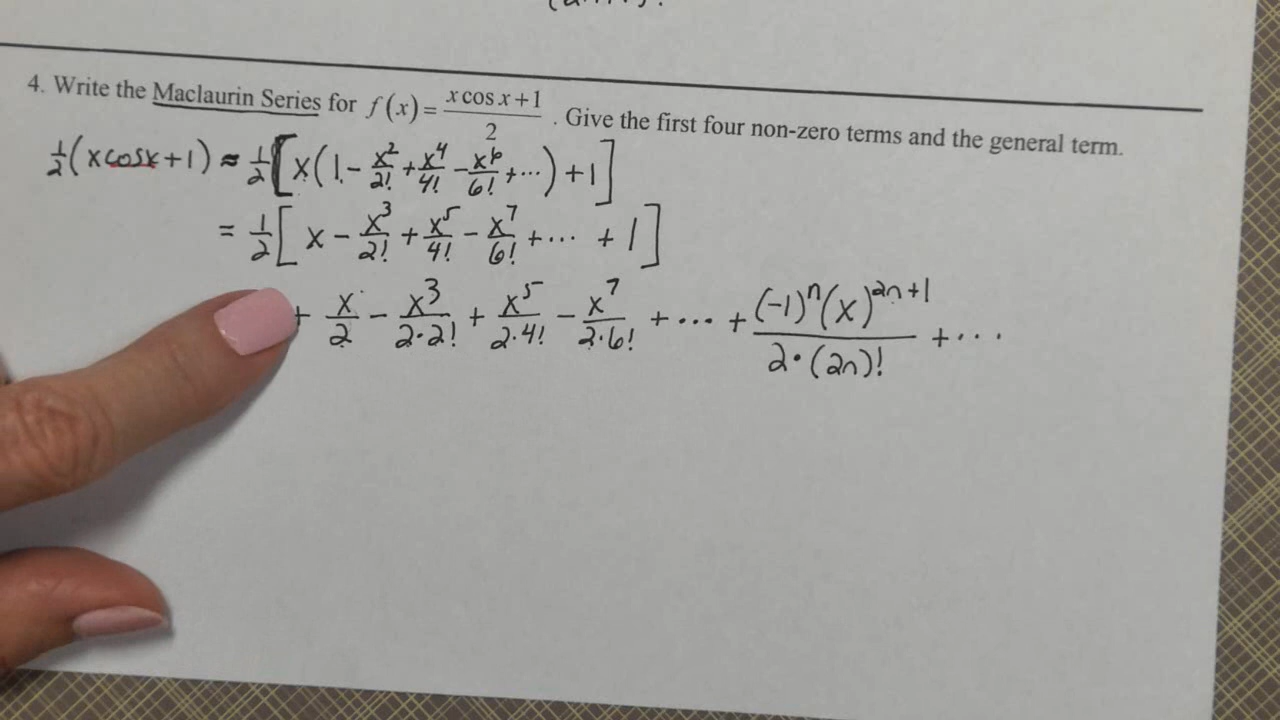 4. Write the Maclaurin Series for f(x) = (x cos x + 1)/2 . Give the first four non-zero terms and the general term.
1/2 (x cos x + 1) ≈ 1/2 [ x ( 1 - x²/2! + x⁴/4! - x⁶/6! + ··· ) + 1 ]
= 1/2 [ x - x³/2! + x⁵/4! - x⁷/6! + ··· + 1 ]
+ x/2 - x³/(2·2!) + x⁵/(2·4!) - x⁷/(2·6!) + ··· + (-1)ⁿ(x)²ⁿ⁺¹/(2·(2n)!) + ···